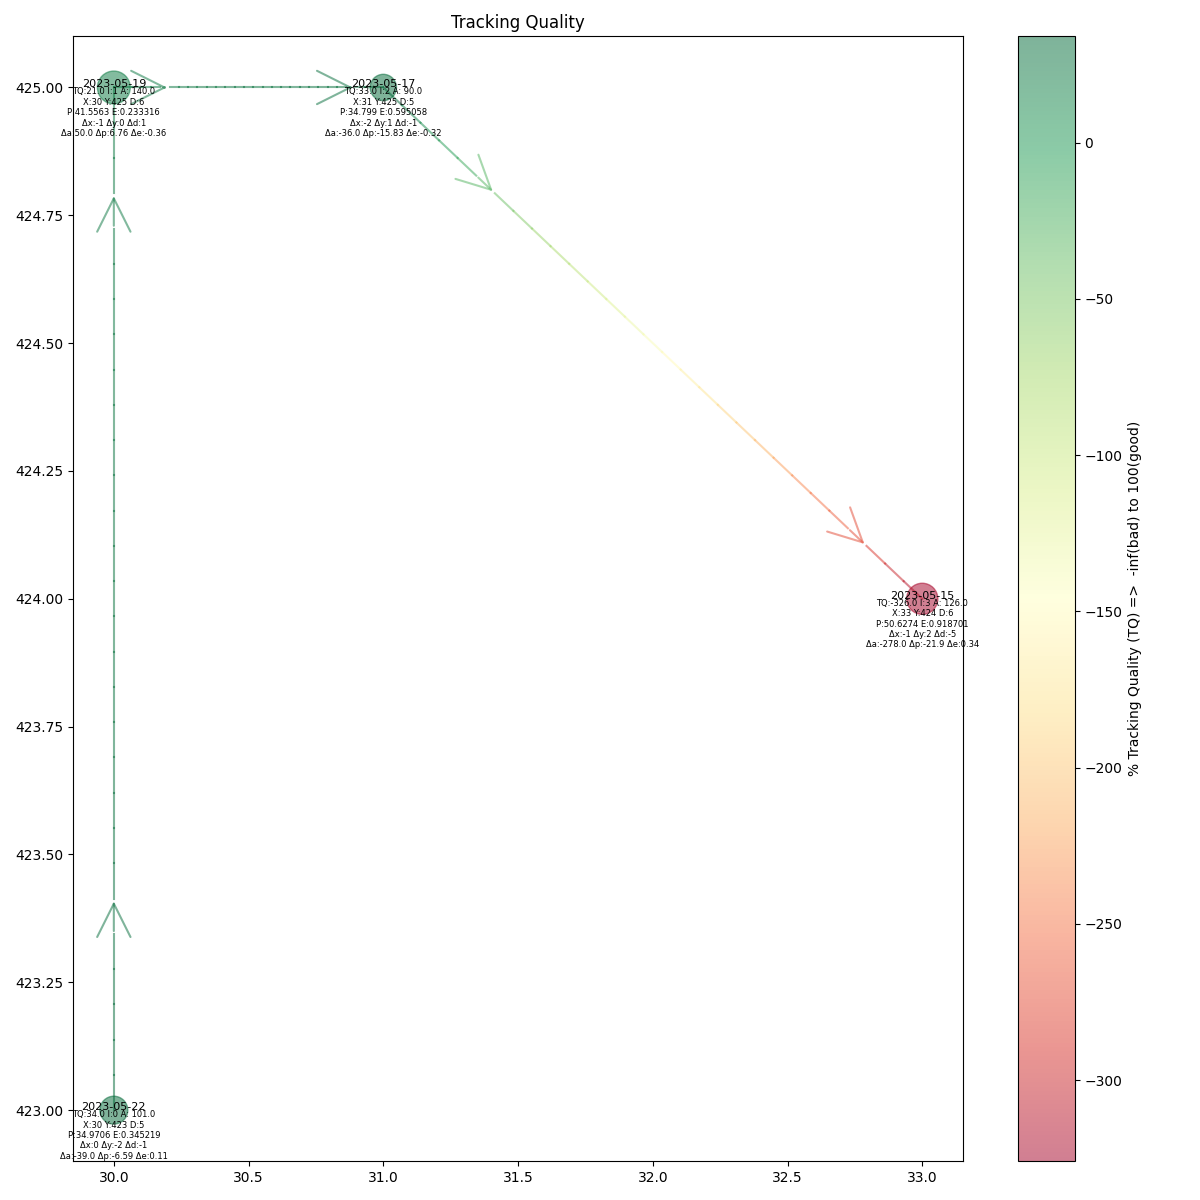 Tracking Quality
425.00
424.75
424.50
424.25
424.00
423.75
423.50
423.25
423.00
2023-05-19
TQ:21.0 I:1 A: 140.0
X:30 Y:425 D:6
P:41.5563 E:0.233316
Δx:-1 Δy:0 Δd:1
Δa:50.0 Δp:6.76 Δe:-0.36
2023-05-17
TQ:33.0 I:2 A: 90.0
X:31 Y:425 D:5
P:34.799 E:0.595058
Δx:-2 Δy:1 Δd:-1
Δa:-36.0 Δp:-15.83 Δe:-0.32
2023-05-15
TQ:-326.0 I:3 A: 126.0
X:33 Y:424 D:6
P:50.6274 E:0.918701
Δx:-1 Δy:2 Δd:-5
Δa:-278.0 Δp:-21.9 Δe:0.34
2023-05-22
TQ:34.0 I:0 A: 101.0
X:30 Y:423 D:5
P:34.9706 E:0.345219
Δx:0 Δy:-2 Δd:-1
Δa:-39.0 Δp:-6.59 Δe:0.11
30.0 30.5 31.0 31.5 32.0 32.5 33.0
0
−50
−100
−150
−200
−250
−300
% Tracking Quality (TQ) => -inf(bad) to 100(good)